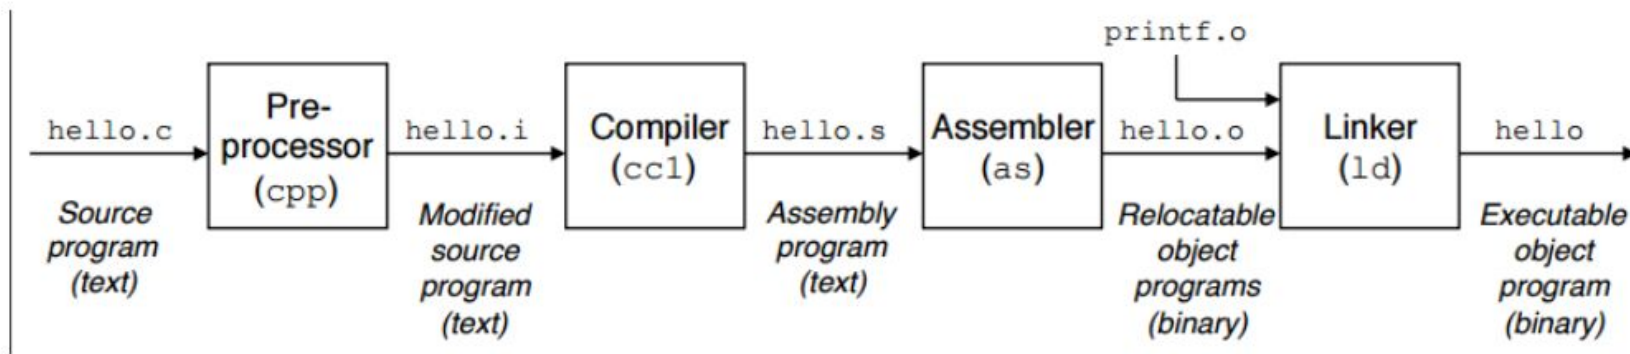 printf.o
hello.c
Pre-
processor
(cpp)
hello.i
Compiler
(cc1)
hello.s
Assembler
(as)
hello.o
Linker
(ld)
hello
Source
program
(text)
Modified
source
program
(text)
Assembly
program
(text)
Relocatable
object
programs
(binary)
Executable
object
program
(binary)